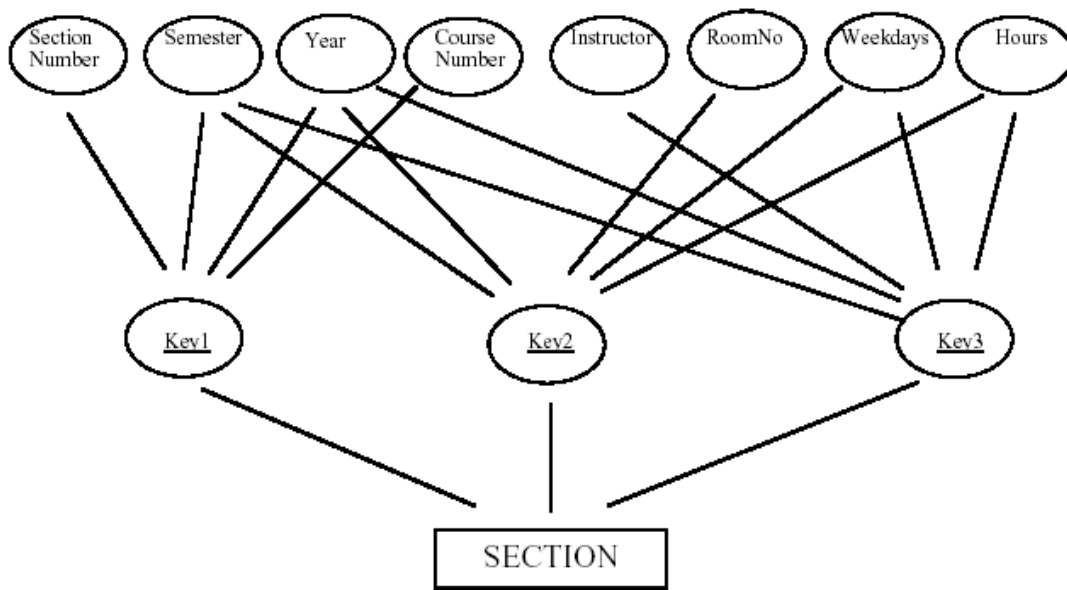 Section
Number
Semester
Year
Course
Number
Instructor
RoomNo
Weekdays
Hours
Key1
Key2
Key3
SECTION